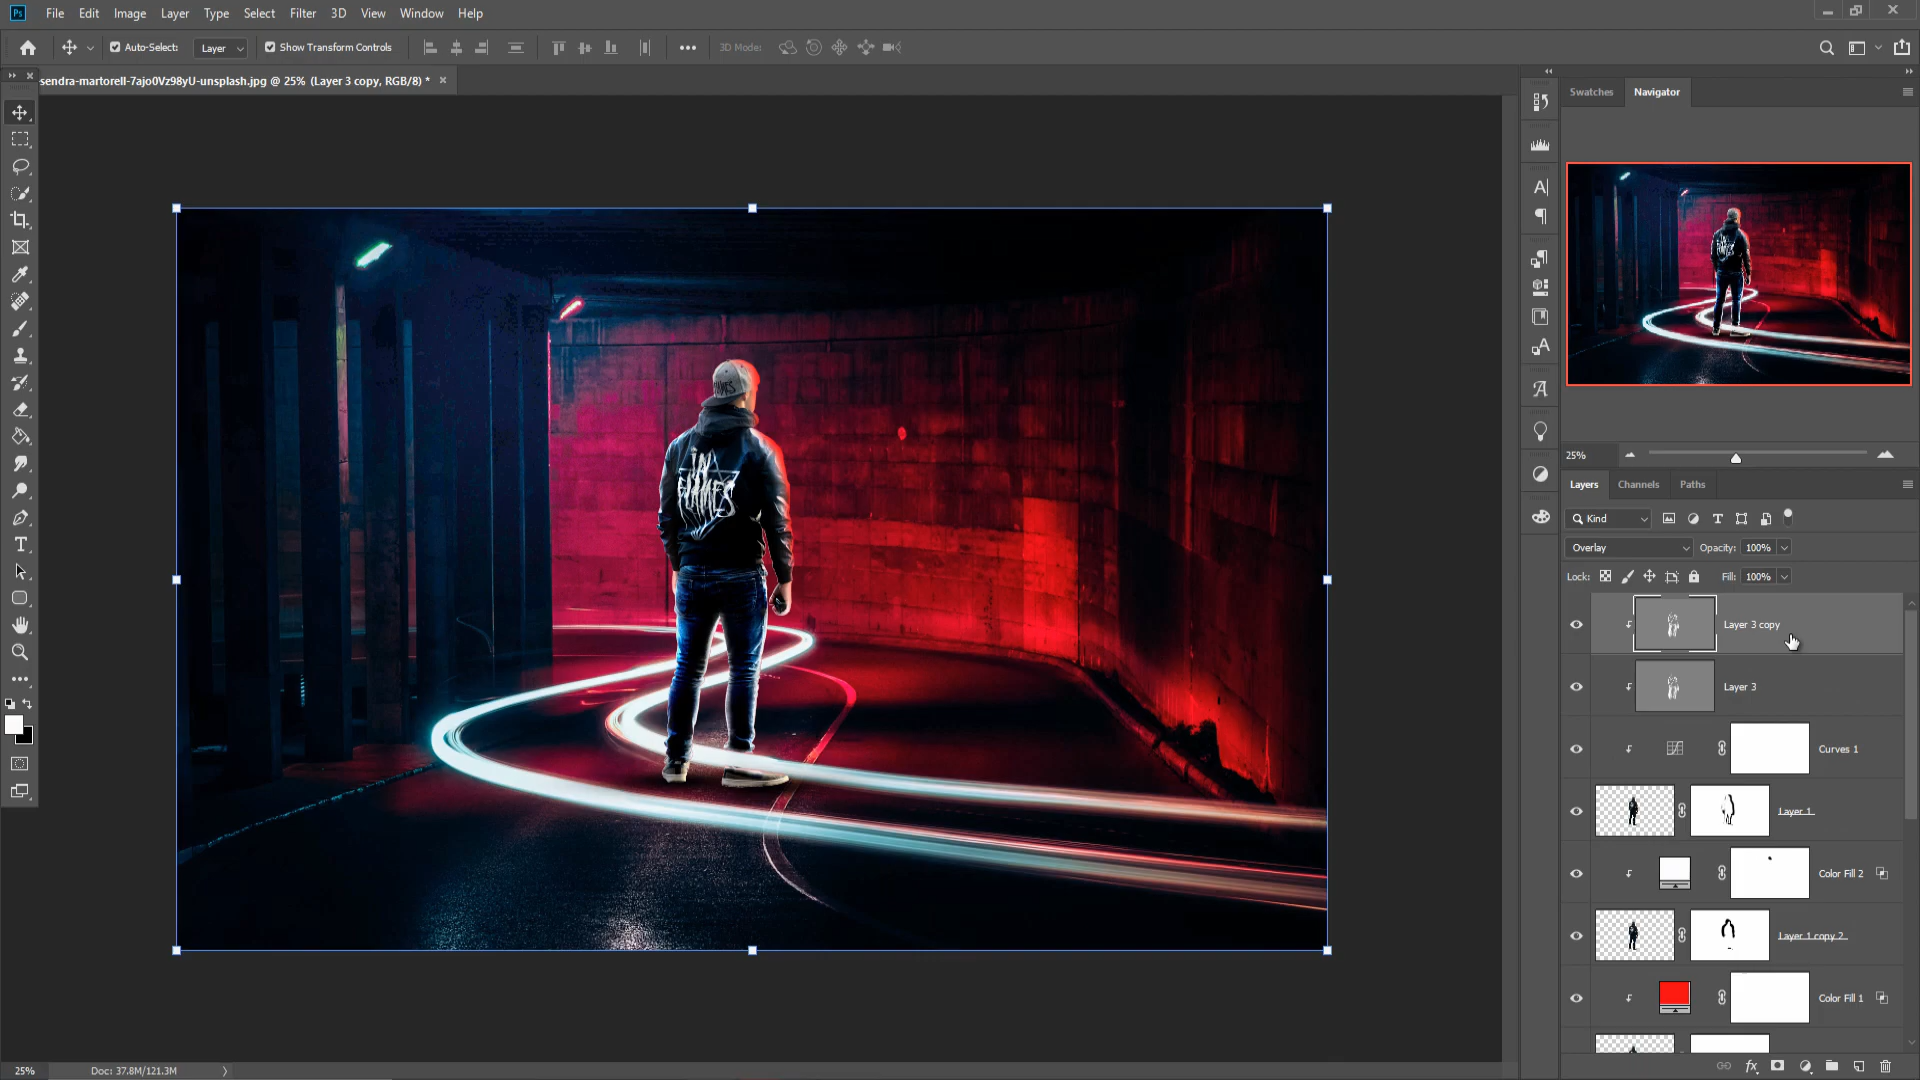 Ps File Edit Image Layer Type Select Filter 3D View Window Help
Auto-Select: Layer Show Transform Controls 3D Mode:
sendra-martorell-7ajo0Vz98yU-unsplash.jpg @ 25% (Layer 3 copy, RGB/8) *
Swatches Navigator
25%
Layers Channels Paths
Kind
Overlay Opacity: 100%
Lock: Fill: 100%
Layer 3 copy
Layer 3
Curves 1
Layer 1
Color Fill 2
Layer 1 copy 2
Color Fill 1
IN
FLAMES
25% Doc: 37.8M/121.3M